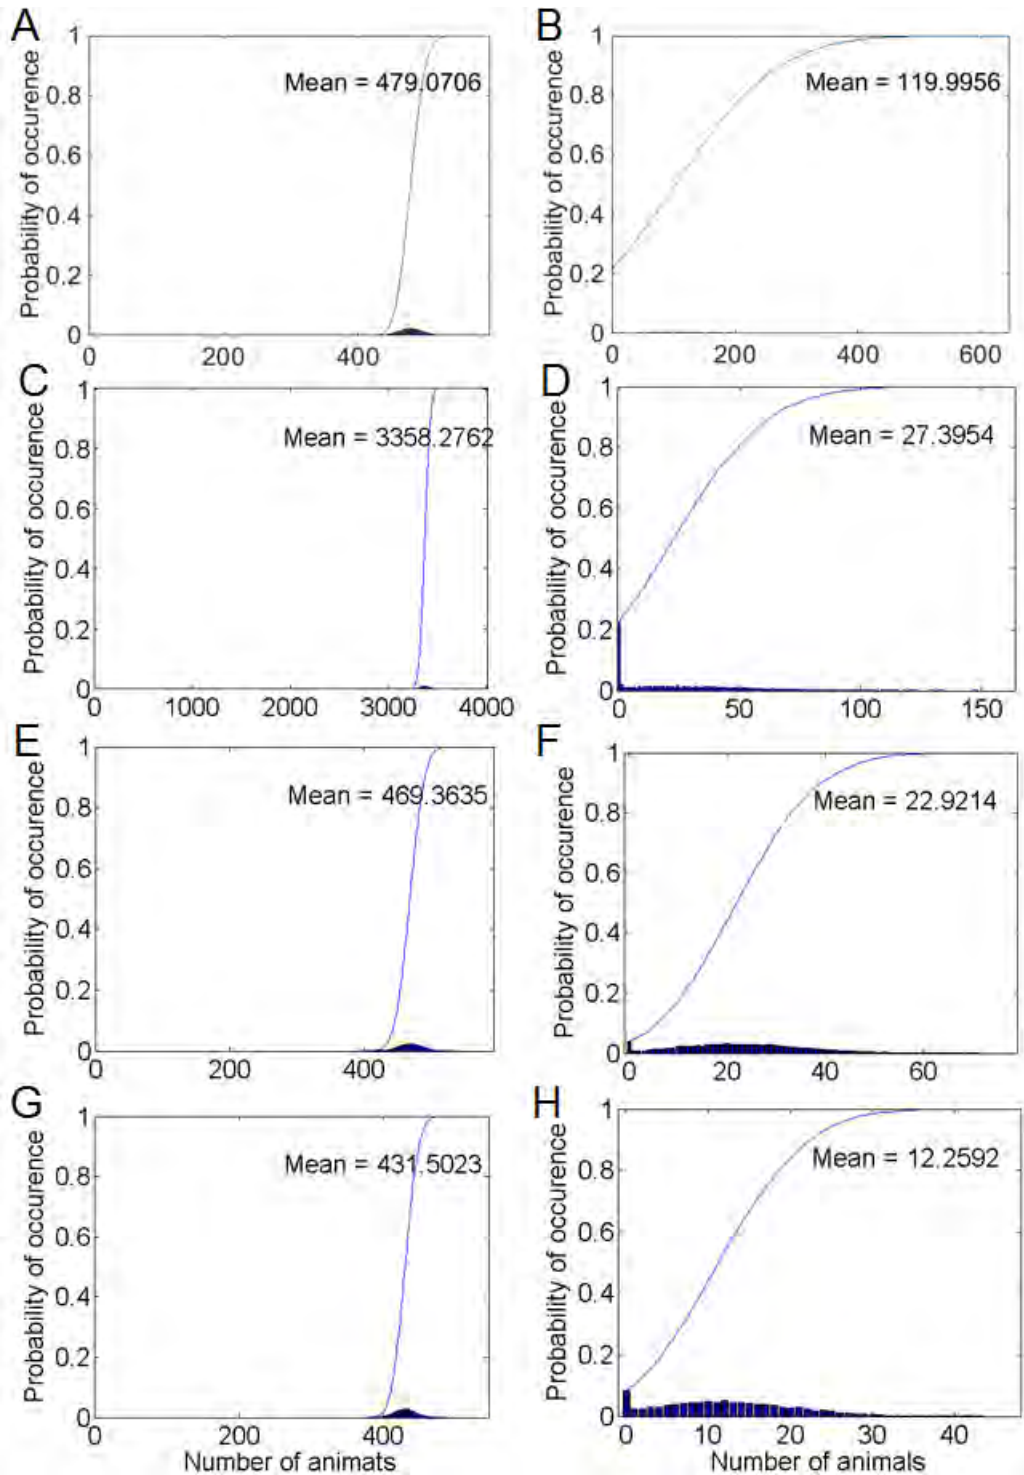 A
Probability of occurence
1
0.8
0.6
0.4
0.2
0
Mean = 479.0706
0 200 400
B
Probability of occurence
1
0.8
0.6
0.4
0.2
0
Mean = 119.9956
0 200 400 600
C
Probability of occurence
1
0.8
0.6
0.4
0.2
0
Mean = 3358.2762
0 1000 2000 3000 4000
D
Probability of occurence
1
0.8
0.6
0.4
0.2
0
Mean = 27.3954
0 50 100 150
E
Probability of occurence
1
0.8
0.6
0.4
0.2
0
Mean = 469.3635
0 200 400
F
Probability of occurence
1
0.8
0.6
0.4
0.2
0
Mean = 22.9214
0 20 40 60
G
Probability of occurence
1
0.8
0.6
0.4
0.2
0
Mean = 431.5023
0 200 400
Number of animats
H
Probability of occurence
1
0.8
0.6
0.4
0.2
0
Mean = 12.2592
0 10 20 30 40
Number of animals